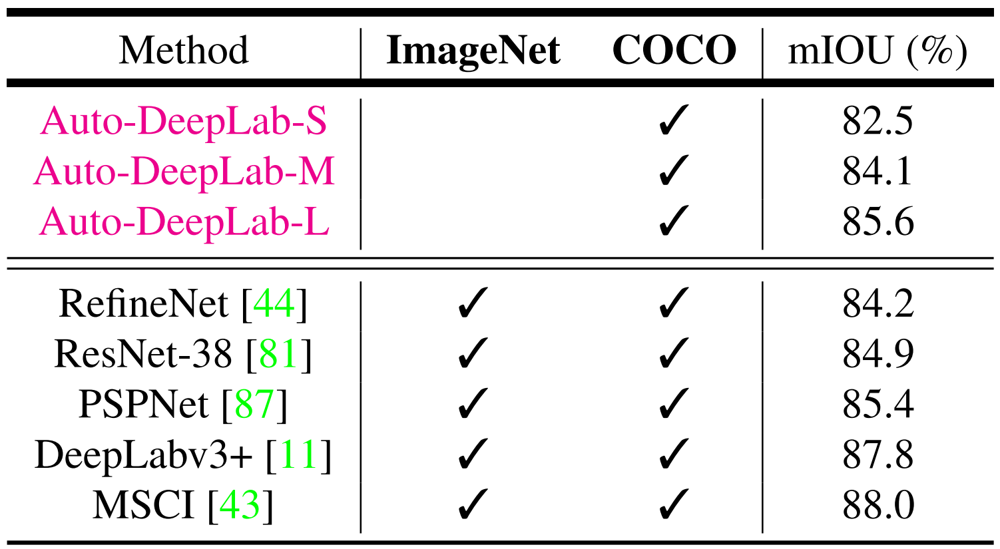 Method ImageNet COCO mIOU (%)
Auto-DeepLab-S ✓ 82.5
Auto-DeepLab-M ✓ 84.1
Auto-DeepLab-L ✓ 85.6
RefineNet [44] ✓ ✓ 84.2
ResNet-38 [81] ✓ ✓ 84.9
PSPNet [87] ✓ ✓ 85.4
DeepLabv3+ [11] ✓ ✓ 87.8
MSCI [43] ✓ ✓ 88.0